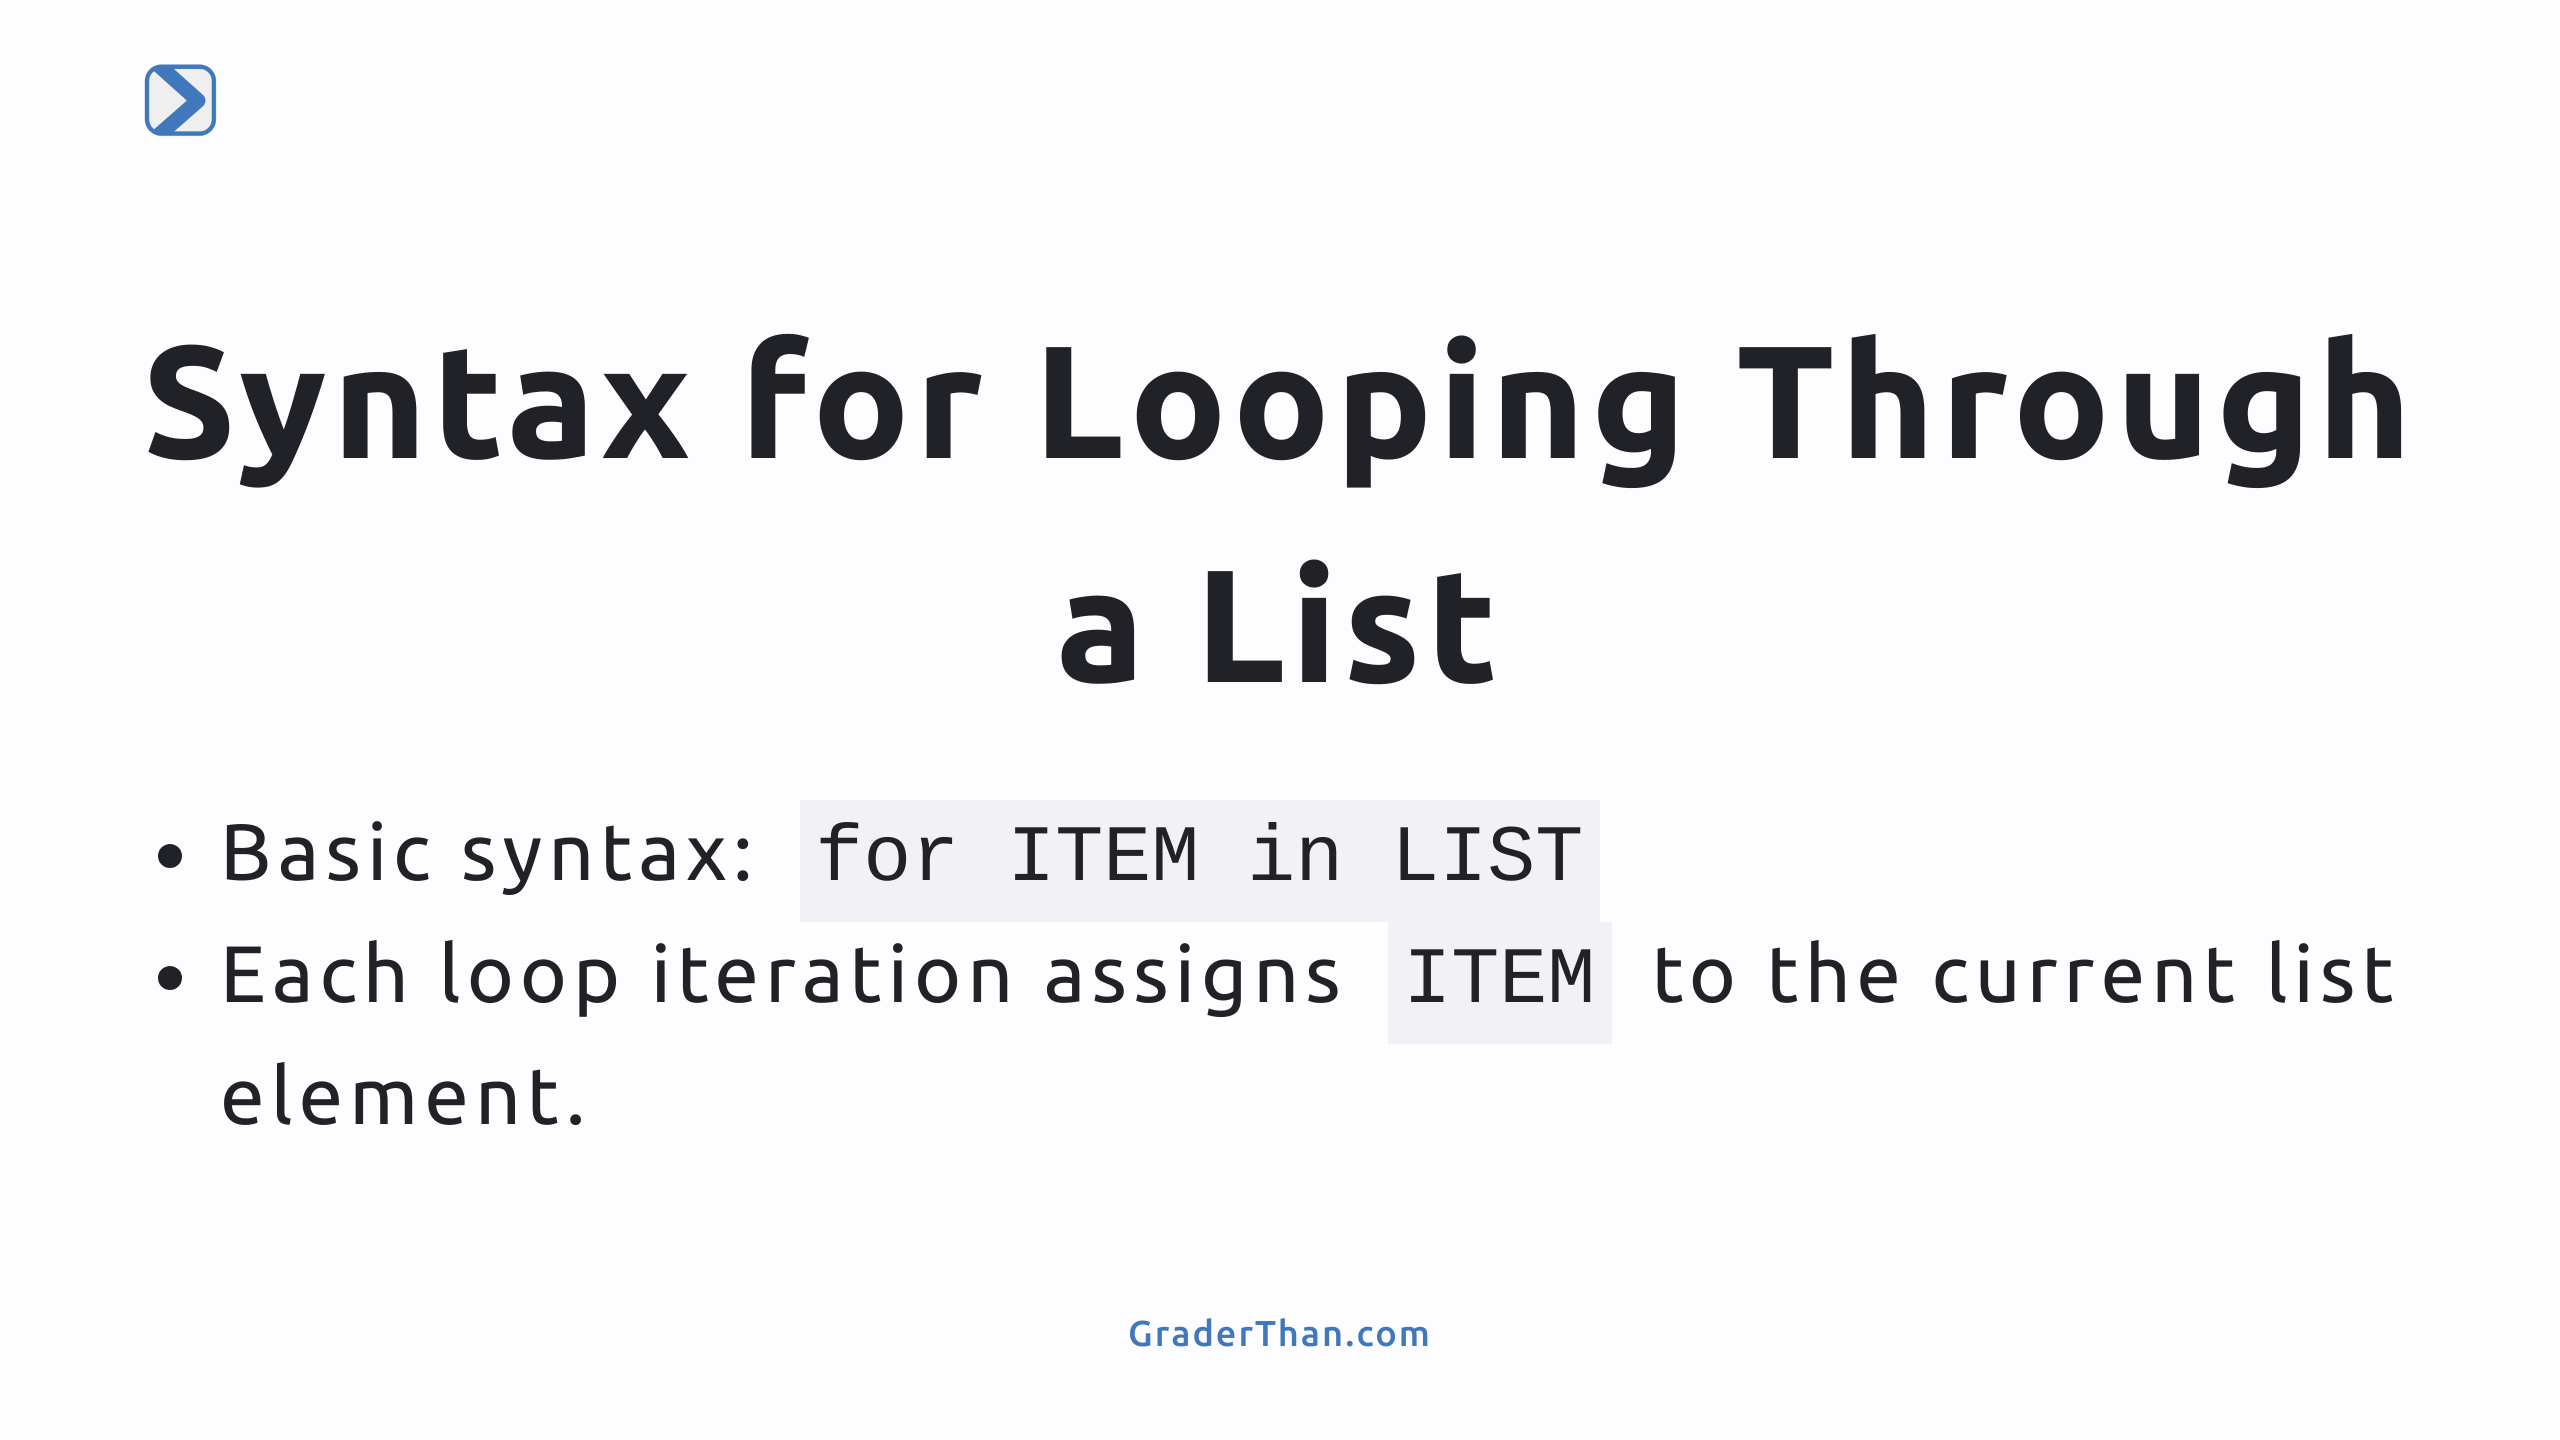 Syntax for Looping Through
a List
• Basic syntax: for ITEM in LIST
• Each loop iteration assigns ITEM to the current list
element.
GraderThan.com